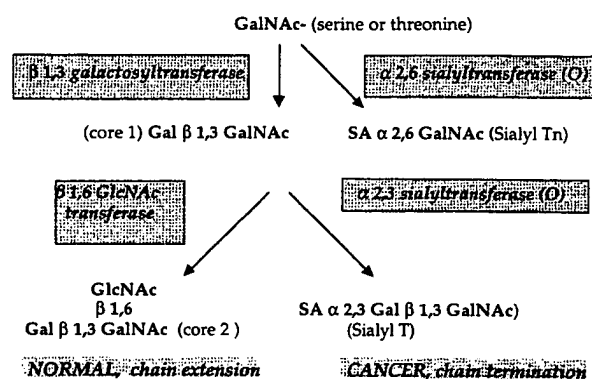 GalNAc- (serine or threonine)
β 1,3 galactosyltransferase
α 2,6 sialyltransferase (O)
(core 1) Gal β 1,3 GalNAc
SA α 2,6 GalNAc (Sialyl Tn)
β 1,6 GlcNAc
transferase
α 2,3 sialyltransferase (O)
GlcNAc
β 1,6
Gal β 1,3 GalNAc (core 2 )
SA α 2,3 Gal β 1,3 GalNAc)
(Sialyl T)
NORMAL, chain extension
CANCER, chain termination